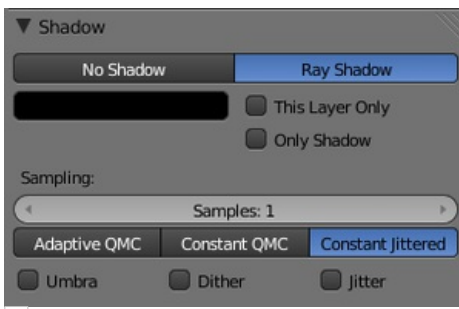 Shadow
No Shadow Ray Shadow
This Layer Only
Only Shadow
Sampling:
Samples: 1
Adaptive QMC Constant QMC Constant Jittered
Umbra Dither Jitter